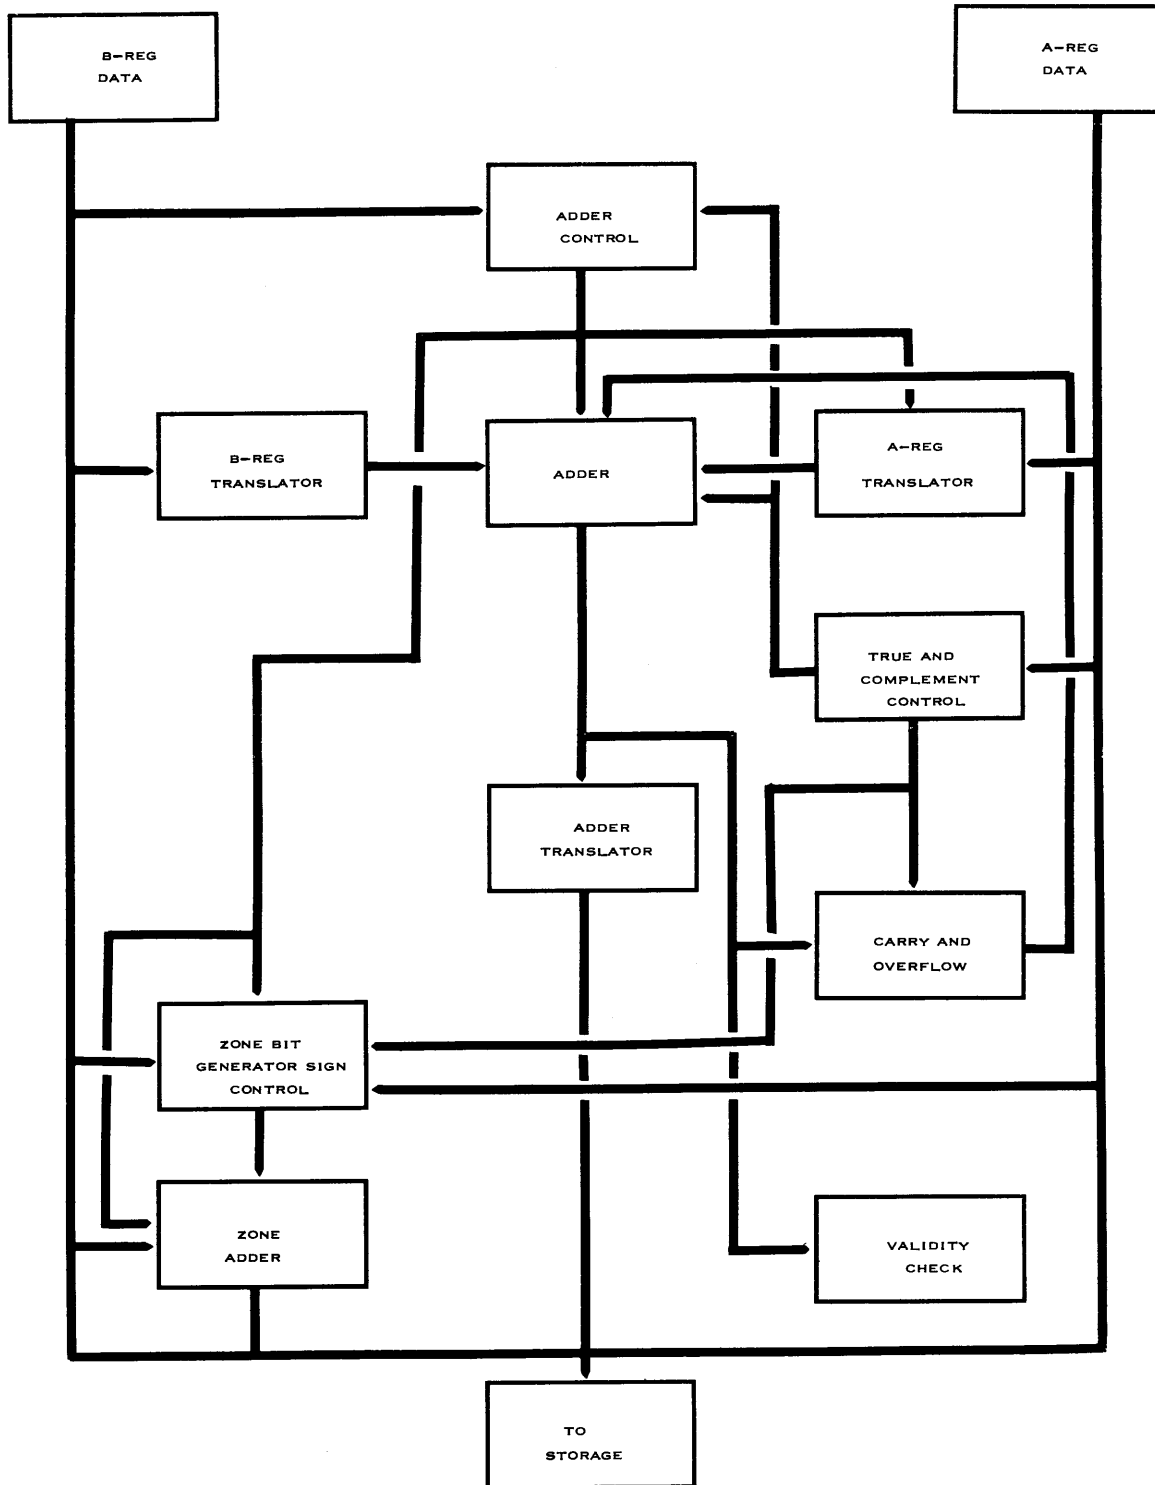 B-REG
DATA
A-REG
DATA
ADDER
CONTROL
B-REG
TRANSLATOR
ADDER
A-REG
TRANSLATOR
TRUE AND
COMPLEMENT
CONTROL
ADDER
TRANSLATOR
CARRY AND
OVERFLOW
ZONE BIT
GENERATOR SIGN
CONTROL
ZONE
ADDER
VALIDITY
CHECK
TO
STORAGE